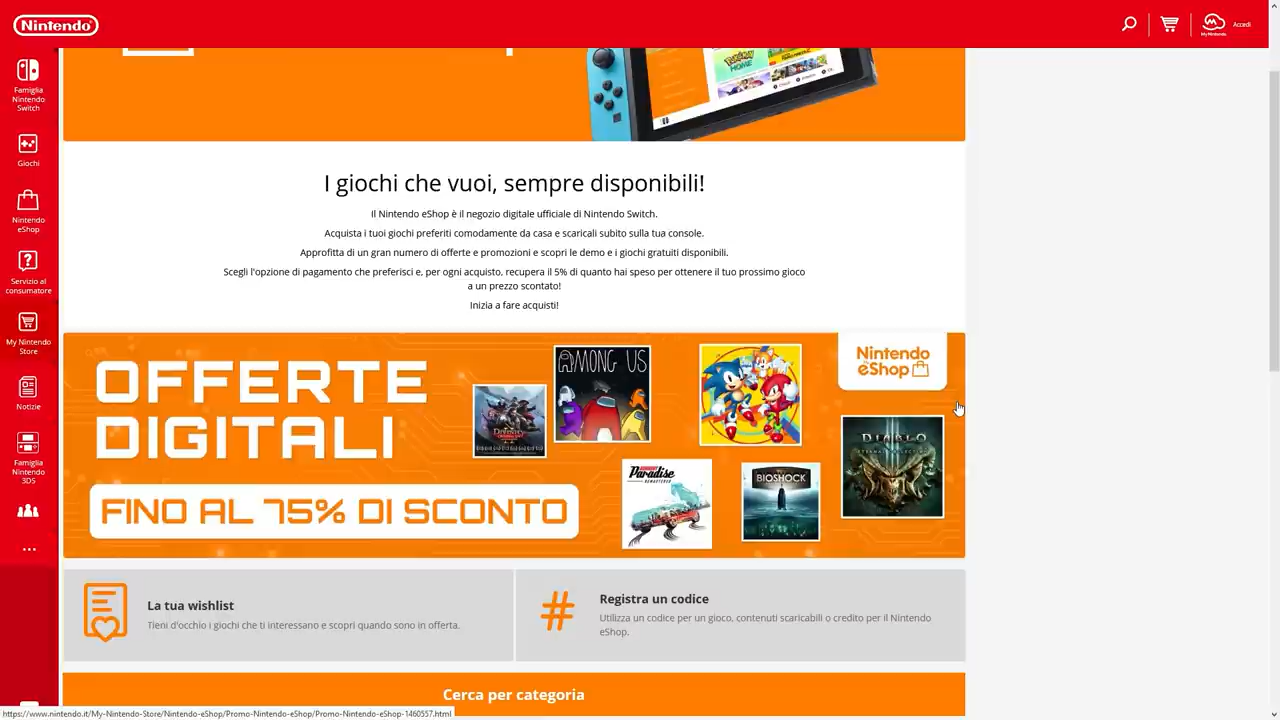 Nintendo
My Nintendo
Accedi
Famiglia
Nintendo
Switch
Giochi
Nintendo
eShop
Servizio al
consumatore
My Nintendo
Store
Notizie
Famiglia
Nintendo
3DS
...
I giochi che vuoi, sempre disponibili!
Il Nintendo eShop è il negozio digitale ufficiale di Nintendo Switch.
Acquista i tuoi giochi preferiti comodamente da casa e scaricali subito sulla tua console.
Approfitta di un gran numero di offerte e promozioni e scopri le demo e i giochi gratuiti disponibili.
Scegli l'opzione di pagamento che preferisci e, per ogni acquisto, recupera il 5% di quanto hai speso per ottenere il tuo prossimo gioco
a un prezzo scontato!
Inizia a fare acquisti!
OFFERTE
DIGITALI
FINO AL 75% DI SCONTO
AMONG US
DIVINITY
Paradise
REMASTERED
BIOSHOCK
DIABLO
Nintendo
eShop
La tua wishlist
Tieni d'occhio i giochi che ti interessano e scopri quando sono in offerta.
Registra un codice
Utilizza un codice per un gioco, contenuti scaricabili o credito per il Nintendo
eShop.
Cerca per categoria
https://www.nintendo.it/My-Nintendo-Store/Nintendo-eShop/Promo-Nintendo-eShop/Promo-Nintendo-eShop-1460557.html